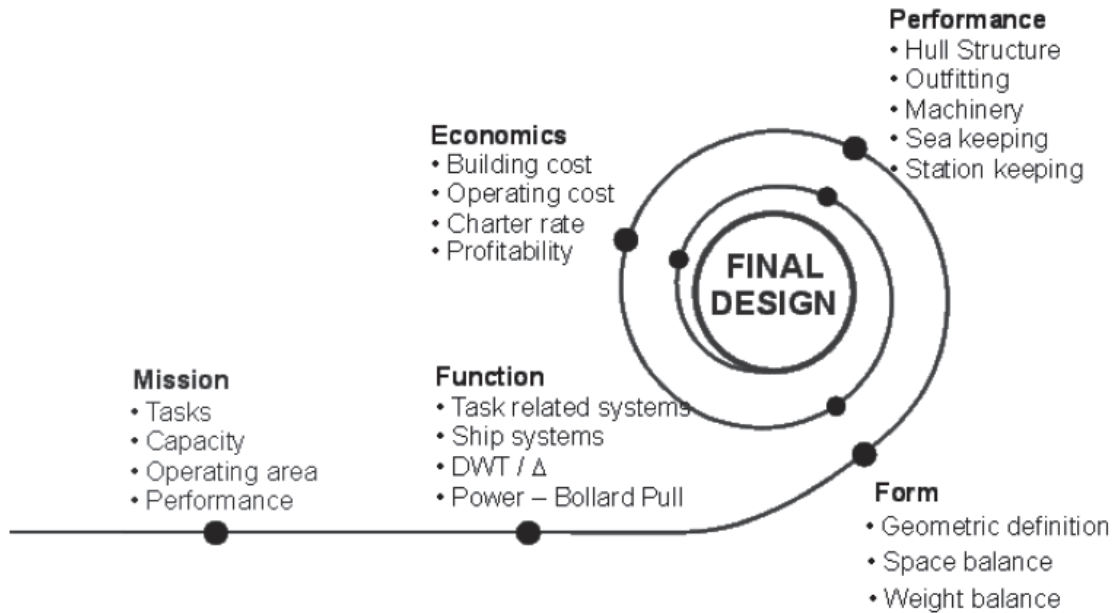 Performance
• Hull Structure
• Outfitting
• Machinery
• Sea keeping
• Station keeping
Economics
• Building cost
• Operating cost
• Charter rate
• Profitability
FINAL
DESIGN
Mission
• Tasks
• Capacity
• Operating area
• Performance
Function
• Task related systems
• Ship systems
• DWT / Δ
• Power – Bollard Pull
Form
• Geometric definition
• Space balance
• Weight balance